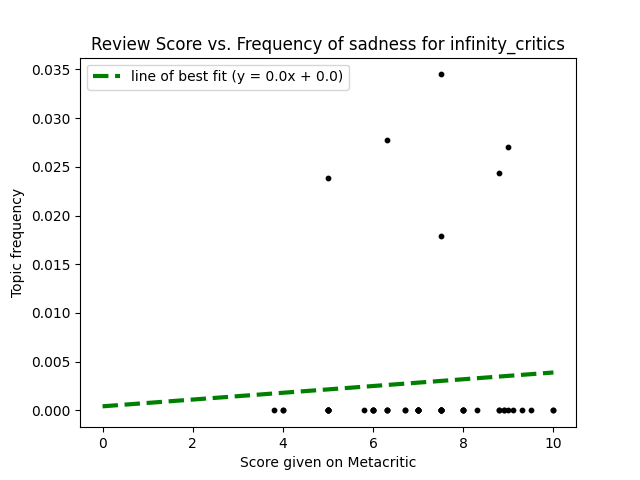 Review Score vs. Frequency of sadness for infinity_critics
line of best fit (y = 0.0x + 0.0)
0.035
0.030
0.025
0.020
0.015
0.010
0.005
0.000
Topic frequency
0 2 4 6 8 10
Score given on Metacritic